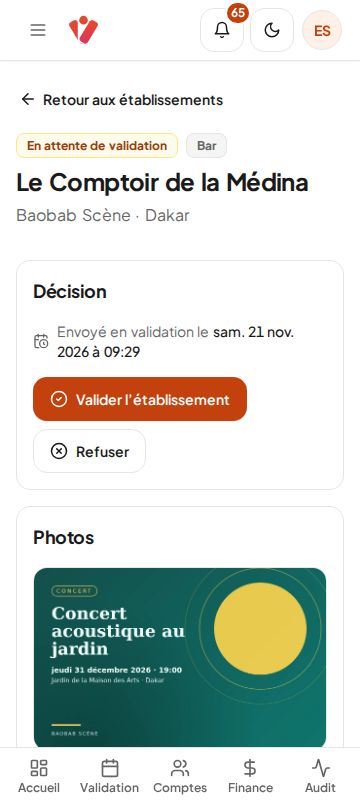 65
ES
Retour aux établissements
En attente de validation
Bar
Le Comptoir de la Médina
Baobab Scène · Dakar
Décision
Envoyé en validation le sam. 21 nov.
2026 à 09:29
Valider l’établissement
Refuser
Photos
CONCERT
Concert
acoustique au
jardin
jeudi 31 décembre 2026 · 19:00
Jardin de la Maison des Arts · Dakar
BAOBAB SCÈNE
Accueil
Validation
Comptes
Finance
Audit